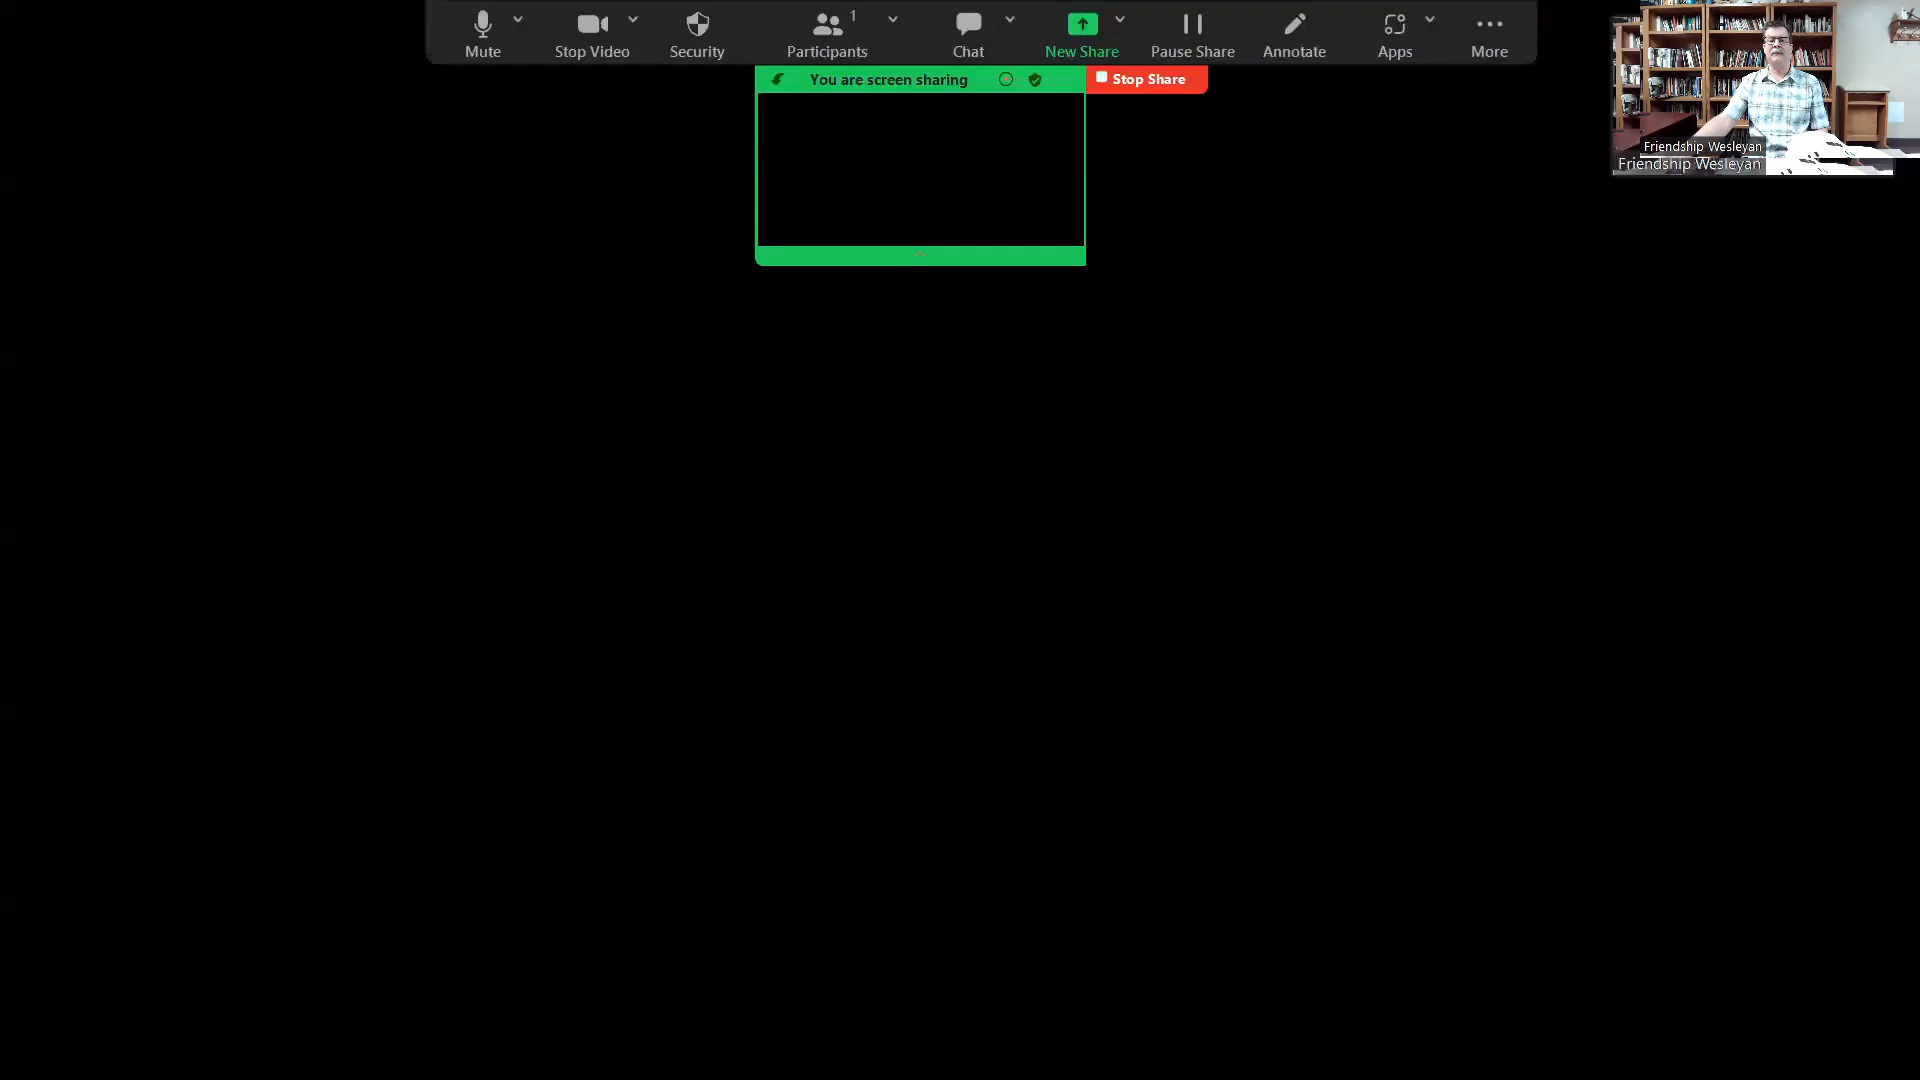 1
Mute
Stop Video
Security
Participants
Chat
New Share
Pause Share
Annotate
Apps
More
You are screen sharing
Stop Share
Friendship Wesleyan
Friendship Wesleyan